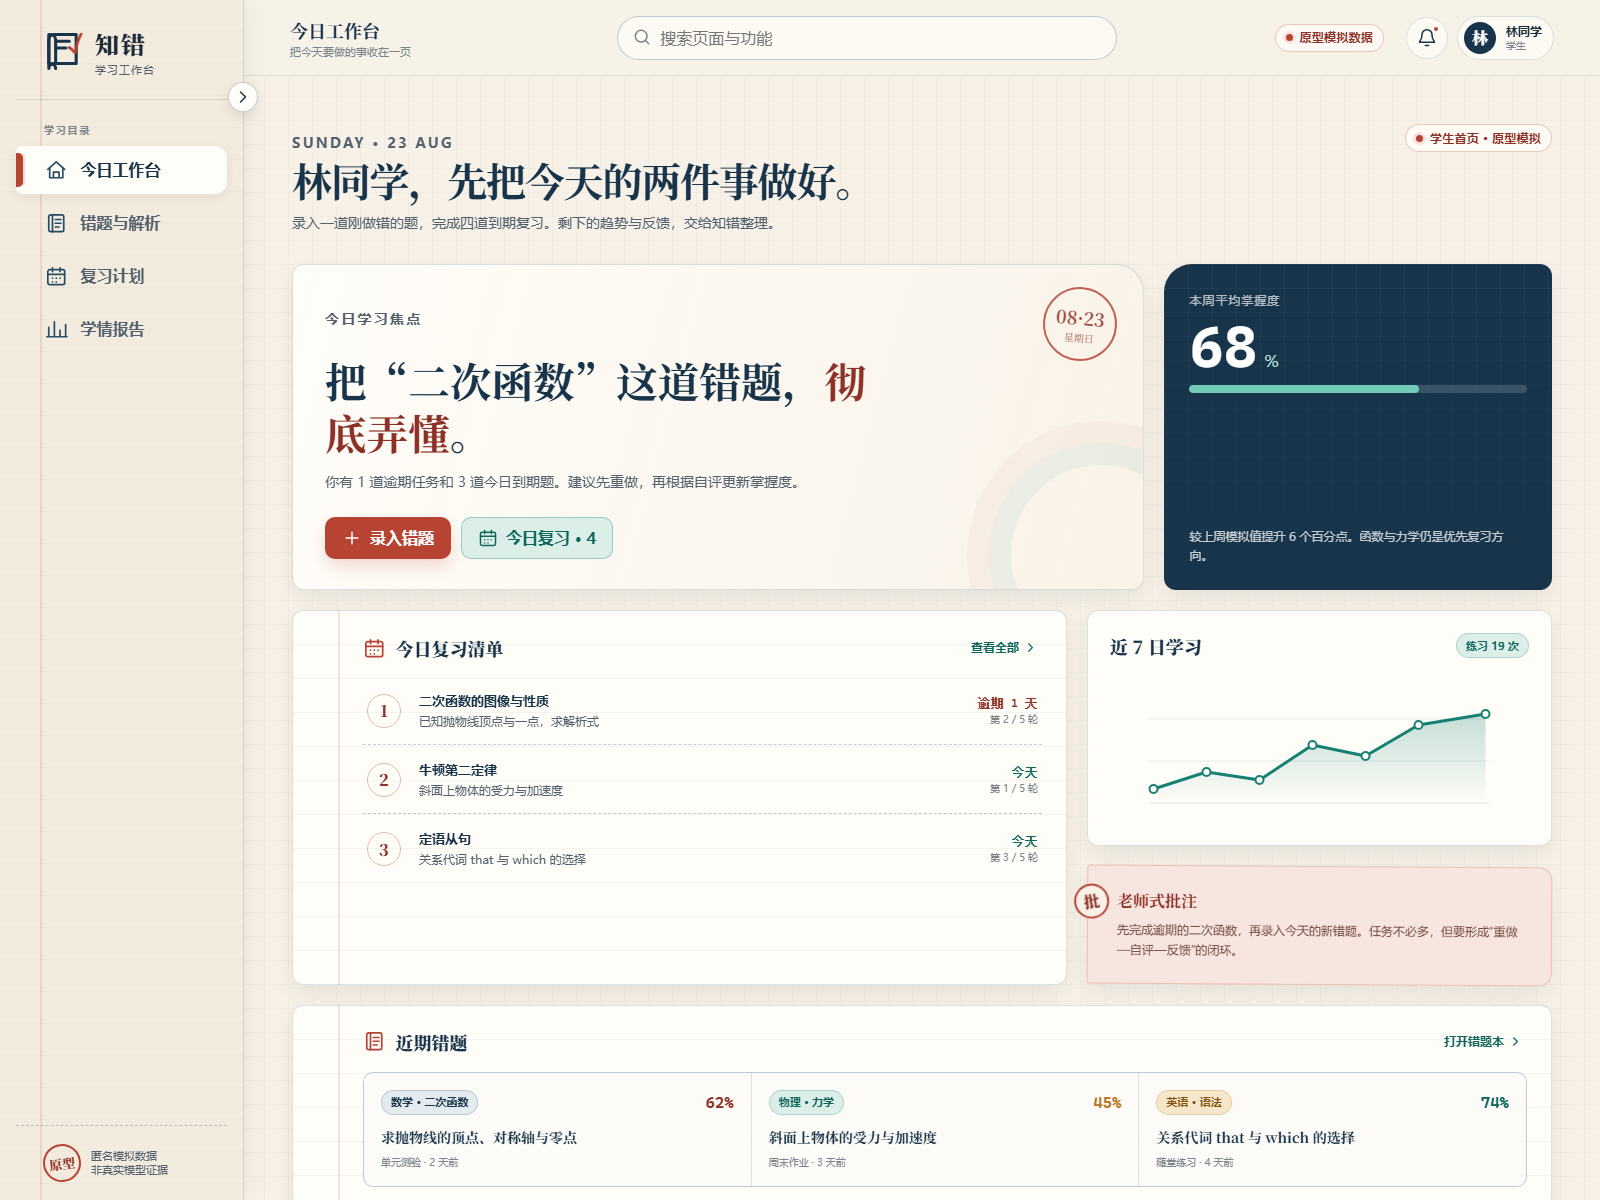 知错
学习工作台
学习目录
今日工作台
错题与解析
复习计划
学情报告
原型
匿名模拟数据
非真实模型证据
今日工作台
把今天要做的事收在一页
搜索页面与功能
原型模拟数据
林
林同学
学生
SUNDAY • 23 AUG
林同学，先把今天的两件事做好。
录入一道刚做错的题，完成四道到期复习。剩下的趋势与反馈，交给知错整理。
学生首页 • 原型模拟
今日学习焦点
08·23
星期日
把“二次函数”这道错题，彻
底弄懂。
你有 1 道逾期任务和 3 道今日到期题。建议先重做，再根据自评更新掌握度。
录入错题
今日复习 • 4
本周平均掌握度
68 %
较上周模拟值提升 6 个百分点。函数与力学仍是优先复习方
向。
今日复习清单
查看全部
1
二次函数的图像与性质
已知抛物线顶点与一点，求解析式
逾期 1 天
第 2 / 5 轮
2
牛顿第二定律
斜面上物体的受力与加速度
今天
第 1 / 5 轮
3
定语从句
关系代词 that 与 which 的选择
今天
第 3 / 5 轮
近 7 日学习
练习 19 次
批
老师式批注
先完成逾期的二次函数，再录入今天的新错题。任务不必多，但要形成“重做
—自评—反馈”的闭环。
近期错题
打开错题本
数学 • 二次函数
62%
求抛物线的顶点、对称轴与零点
单元测验 · 2 天前
物理 • 力学
45%
斜面上物体的受力与加速度
周末作业 · 3 天前
英语 • 语法
74%
关系代词 that 与 which 的选择
随堂练习 · 4 天前